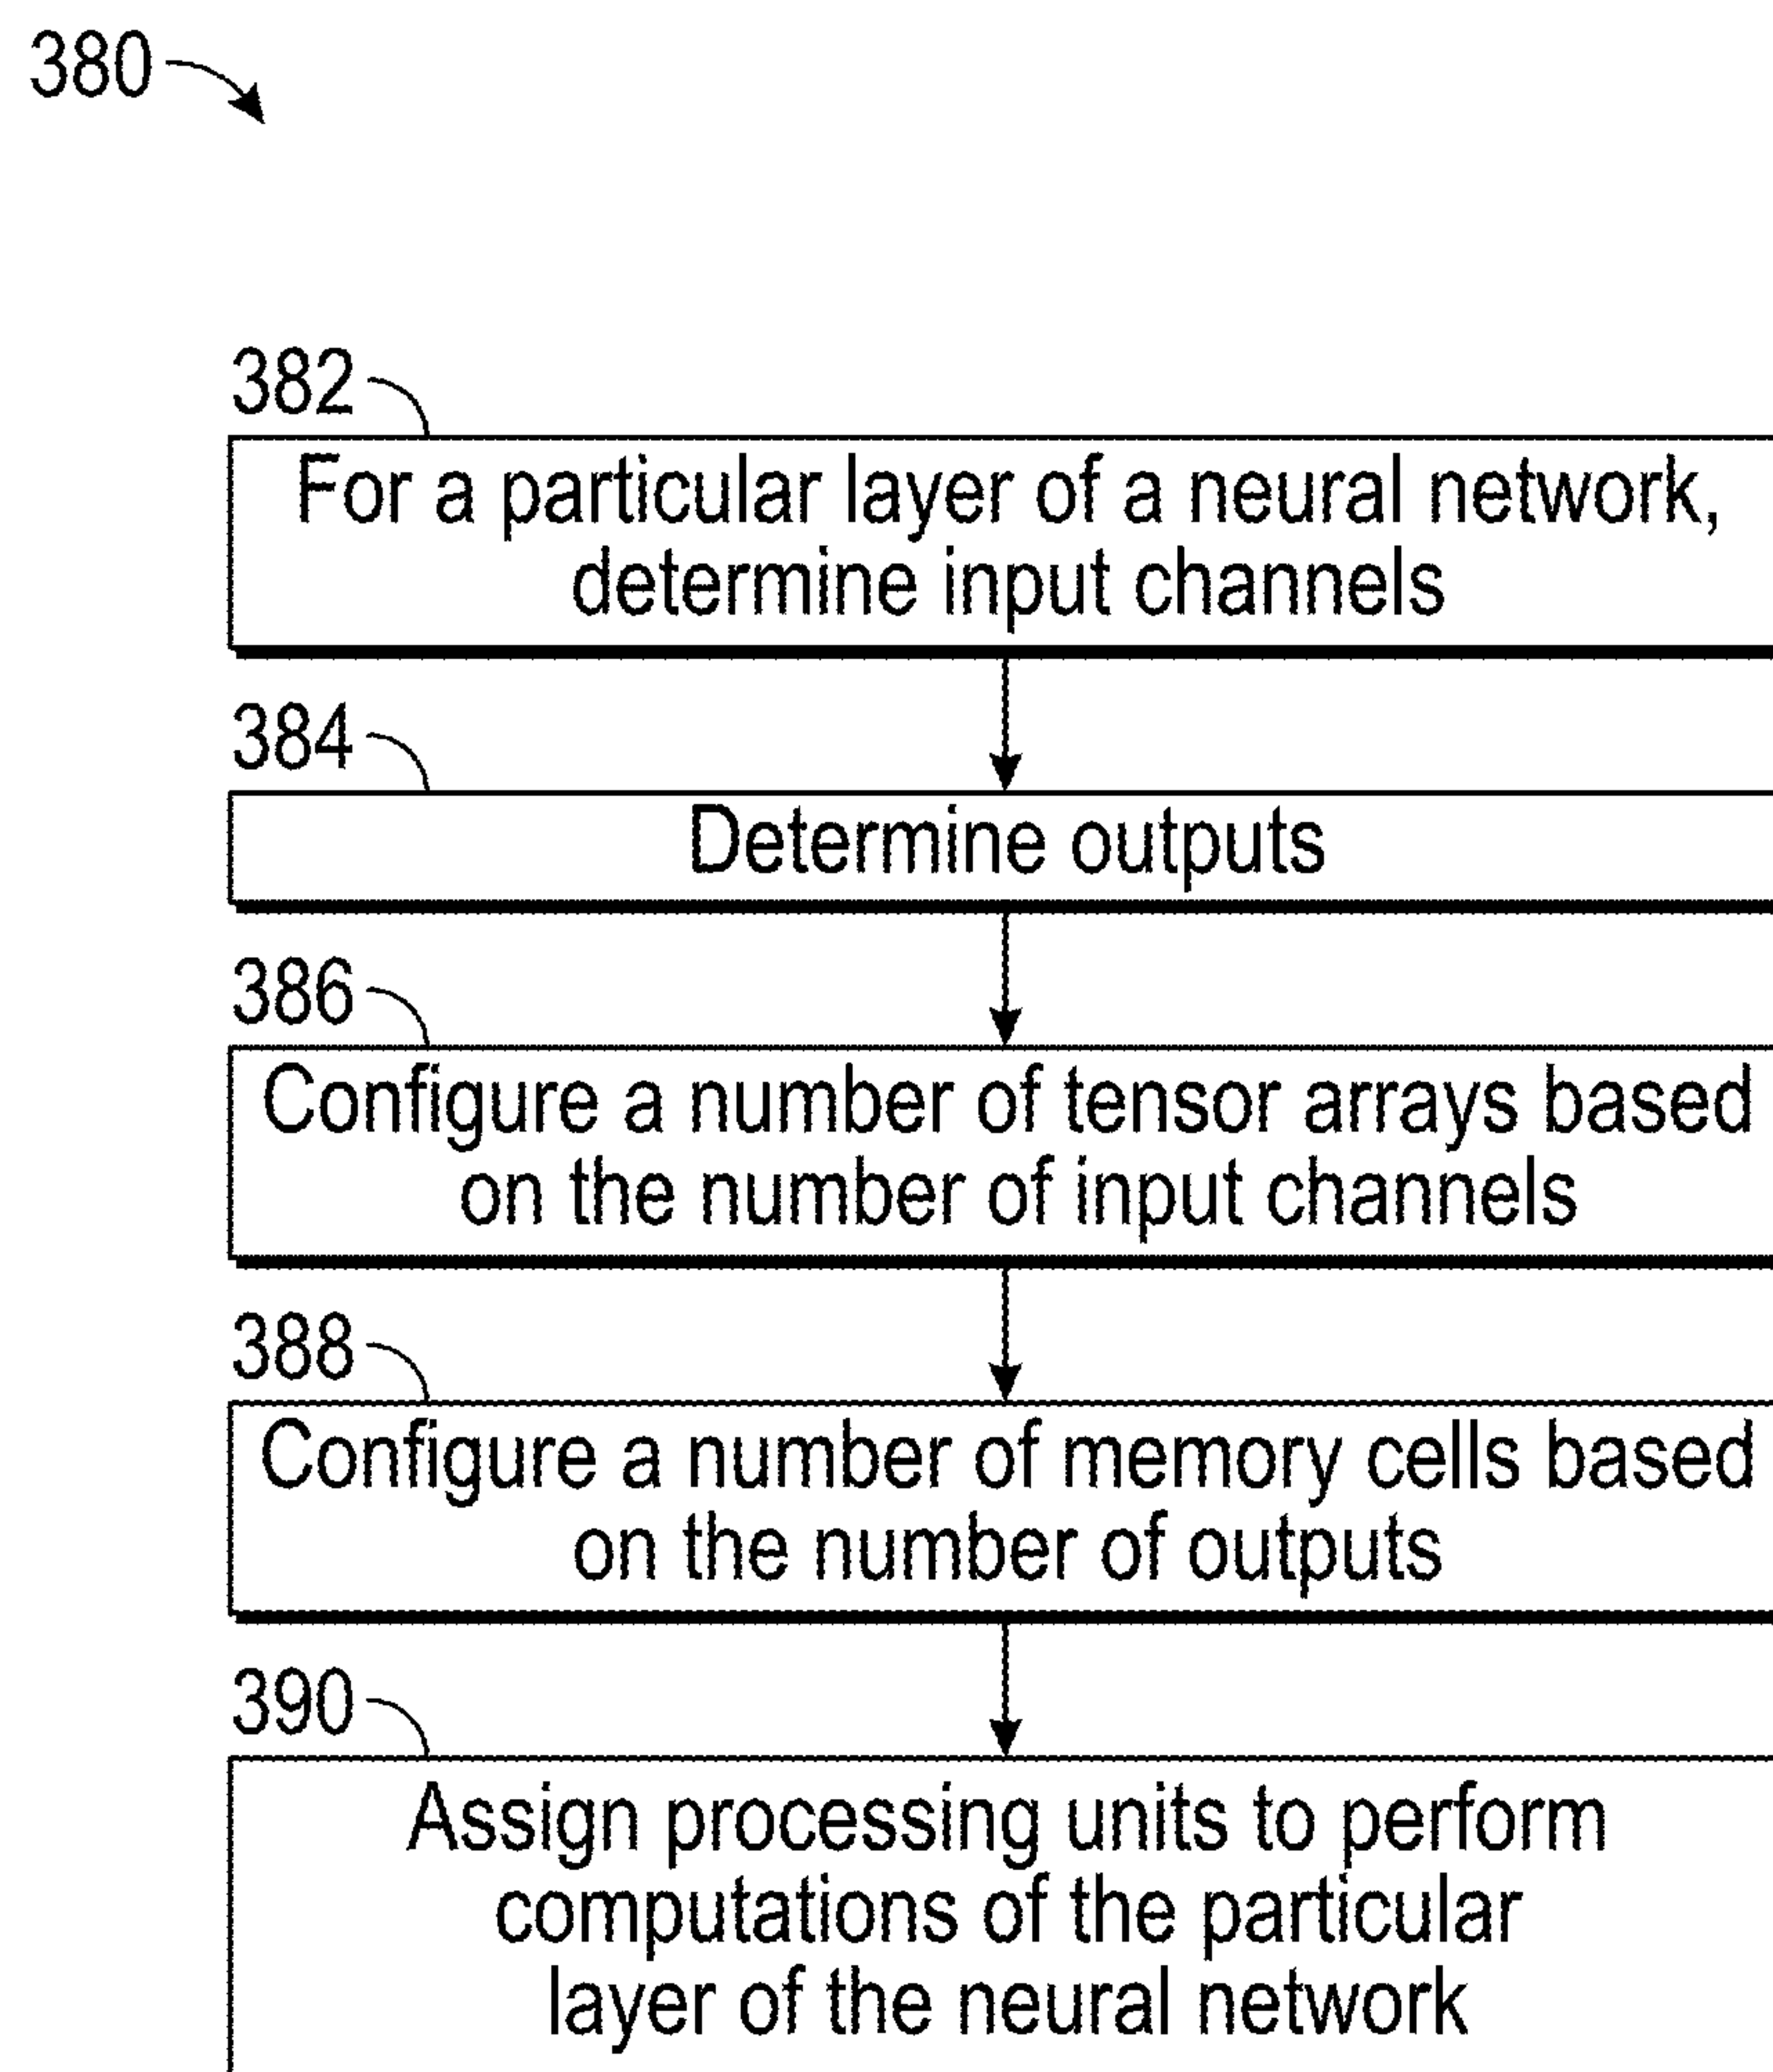 380
382
For a particular layer of a neural network,
determine input channels
384
Determine outputs
386
Configure a number of tensor arrays based
on the number of input channels
388
Configure a number of memory cells based
on the number of outputs
390
Assign processing units to perform
computations of the particular
layer of the neural network